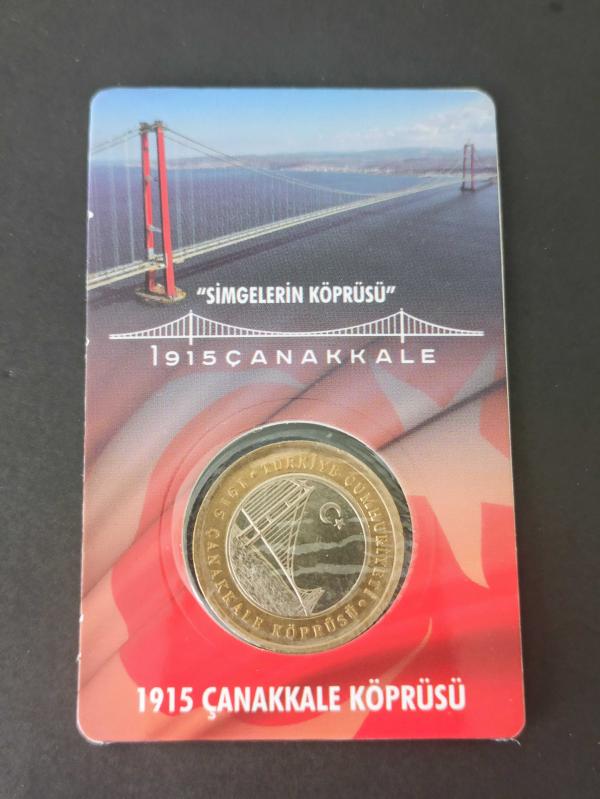 "SİMGELERİN KÖPRÜSÜ"
1915ÇANAKKALE
TÜRKİYE CUMHURİYETİ
1915 ÇANAKKALE KÖPRÜSÜ
1915 ÇANAKKALE KÖPRÜSÜ